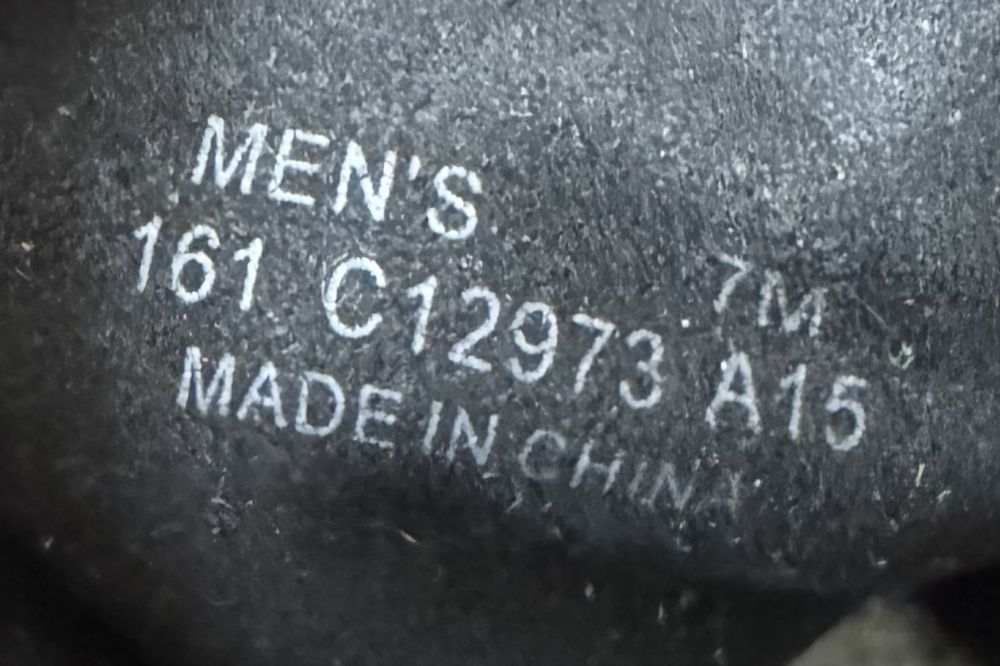 MEN'S
7M
161 C12973 A15
MADE IN CHINA